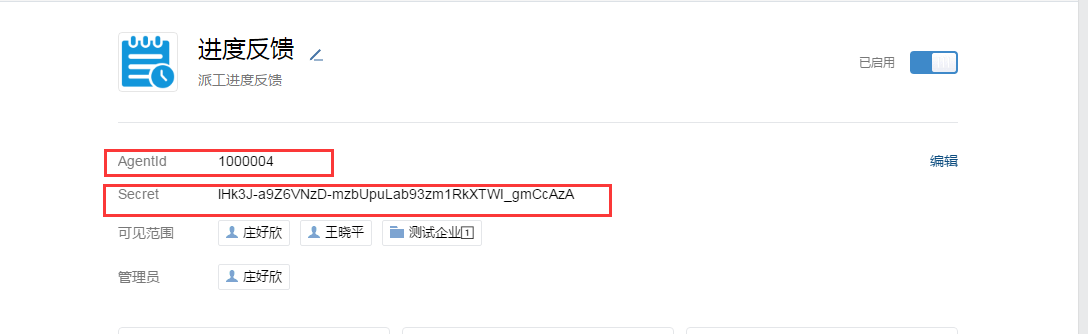 进度反馈
派工进度反馈
已启用
AgentId 1000004 编辑
Secret lHk3J-a9Z6VNzD-mzbUpuLab93zm1RkXTWl_gmCcAzA
可见范围 庄好欣 王晓平 测试企业1
管理员 庄好欣